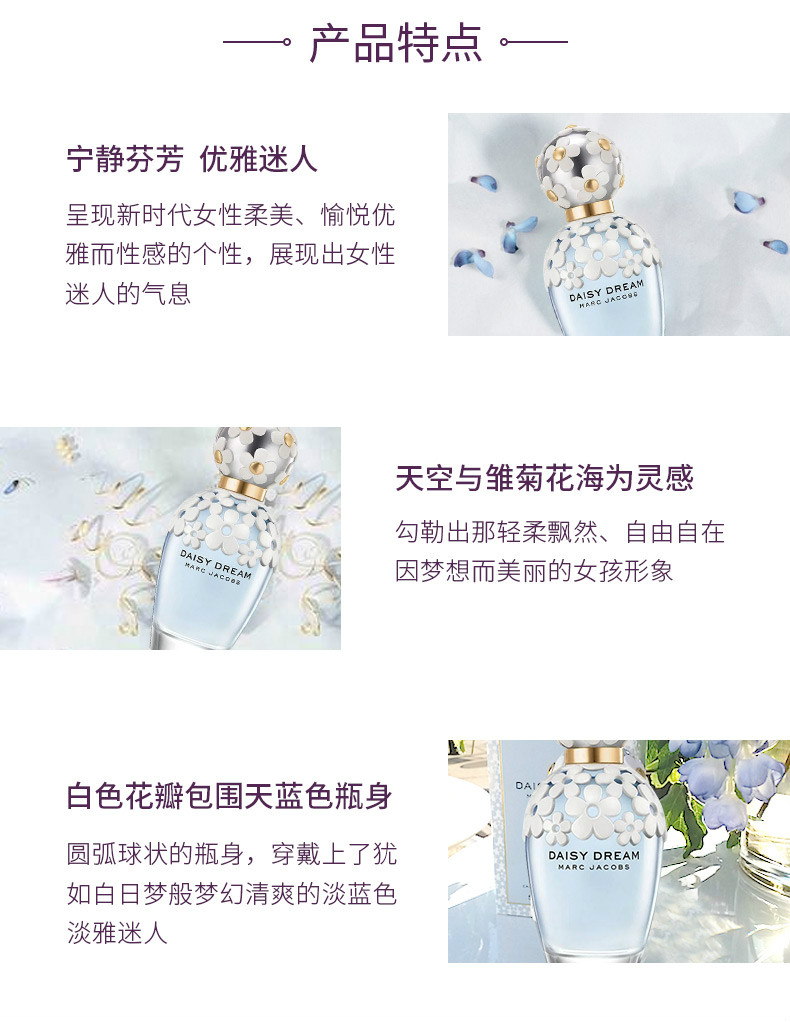 产品特点
宁静芬芳 优雅迷人
呈现新时代女性柔美、愉悦优
雅而性感的个性，展现出女性
迷人的气息
DAISY DREAM
MARC JACOBS
天空与雏菊花海为灵感
勾勒出那轻柔飘然、自由自在
因梦想而美丽的女孩形象
DAISY DREAM
MARC JACOBS
白色花瓣包围天蓝色瓶身
圆弧球状的瓶身，穿戴上了犹
如白日梦般梦幻清爽的淡蓝色
淡雅迷人
DAISY DREAM
MARC JACOBS